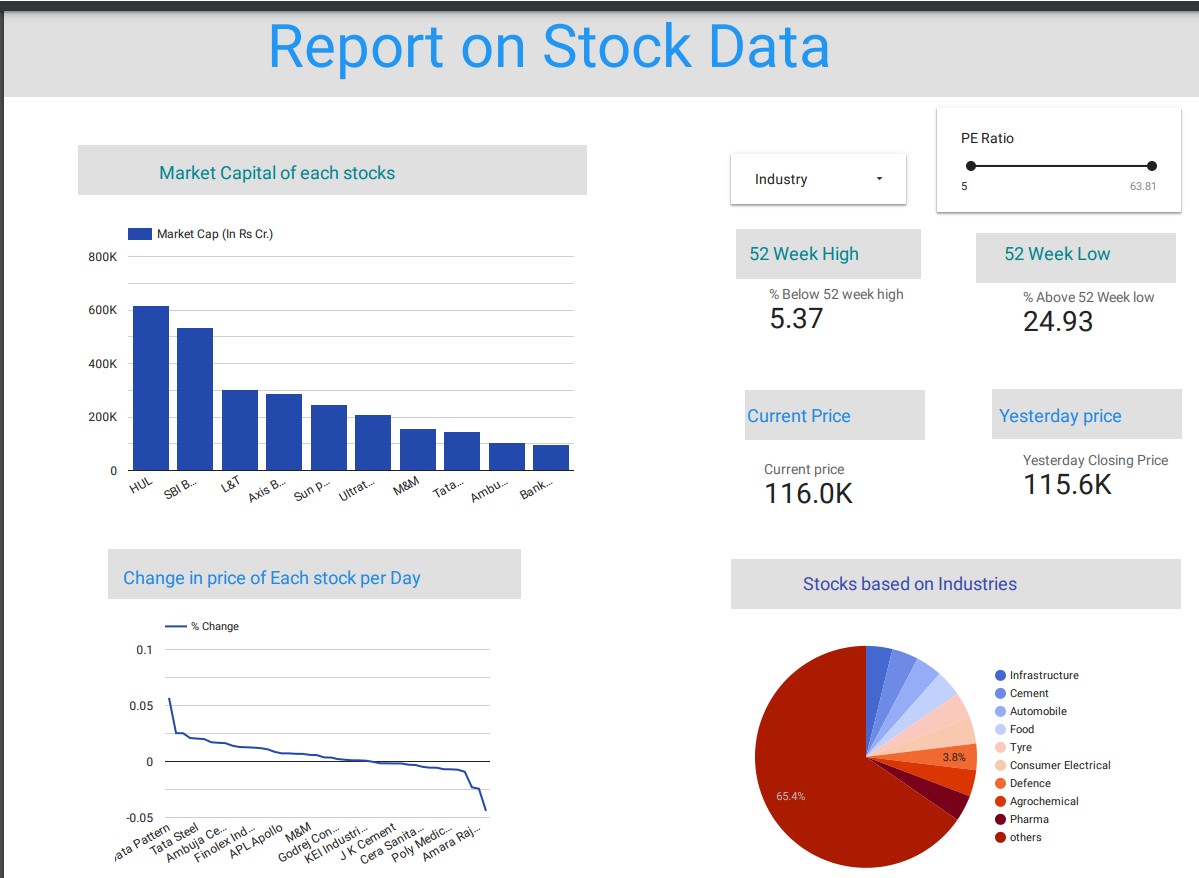 Report on Stock Data
Market Capital of each stocks
Market Cap (In Rs Cr.)
800K
600K
400K
200K
0
HUL
SBI B...
L&T
Axis B...
Sun p...
Ultrat...
M&M
Tata...
Ambu...
Bank...
Industry
PE Ratio
5
63.81
52 Week High
% Below 52 week high
5.37
52 Week Low
% Above 52 Week low
24.93
Current Price
Current price
116.0K
Yesterday price
Yesterday Closing Price
115.6K
Change in price of Each stock per Day
% Change
0.1
0.05
0
-0.05
ata Pattern
Tata Steel
Ambuja Ce...
Finolex Ind...
APL Apollo
M&M
Godrej Con...
KEI Industri...
J K Cement
Cera Sanita...
Poly Medic...
Amara Raj...
Stocks based on Industries
3.8%
65.4%
Infrastructure
Cement
Automobile
Food
Tyre
Consumer Electrical
Defence
Agrochemical
Pharma
others